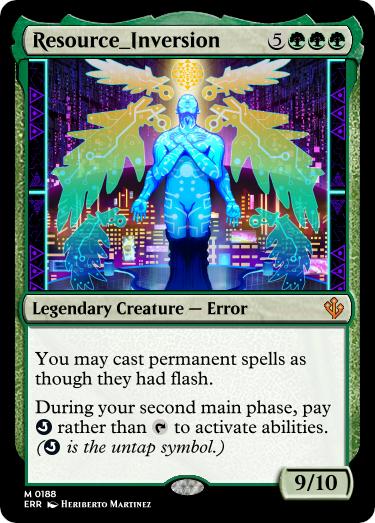 Resource_Inversion 5
Legendary Creature — Error
You may cast permanent spells as
though they had flash.
During your second main phase, pay
rather than to activate abilities.
( is the untap symbol.)
9/10
M 0188
ERR Heriberto Martinez